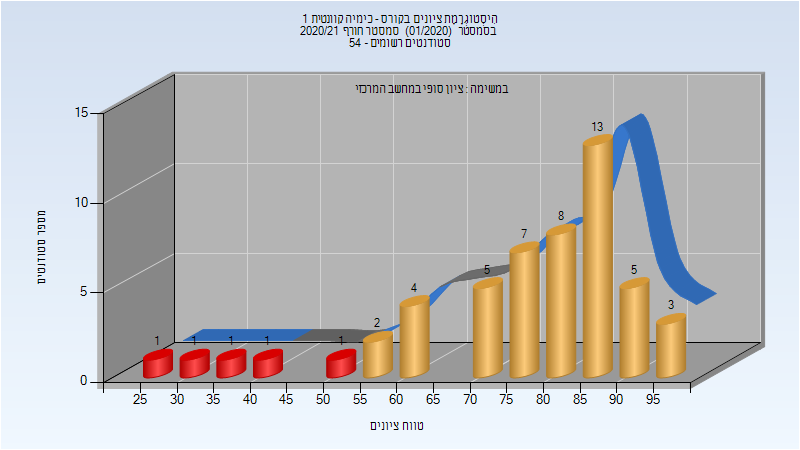 היסטוגרמת ציונים בקורס - כימיה קוונטית 1
בסמסטר (01/2020) סמסטר חורף 2020/21
סטודנטים רשומים - 54
במשימה : ציון סופי במחשב המרכזי
15
10
5
0
מספר סטודנטים
1 1 1 1 1 2 4 5 7 8 13 5 3
25 30 35 40 45 50 55 60 65 70 75 80 85 90 95
טווח ציונים